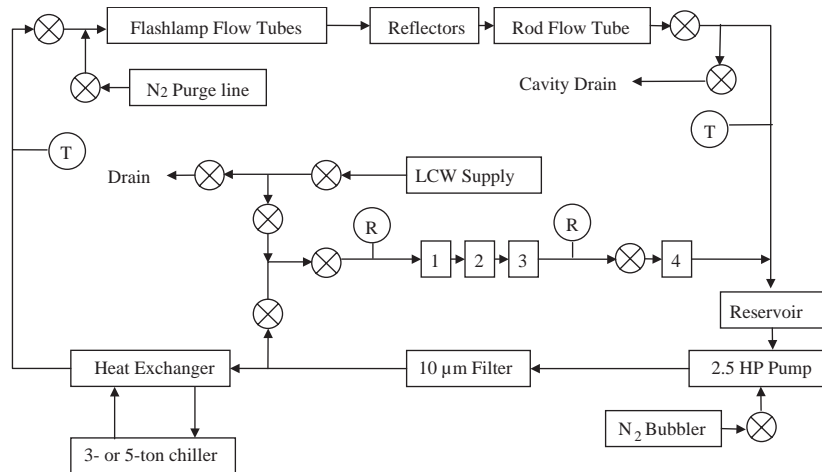 Flashlamp Flow Tubes
Reflectors
Rod Flow Tube
N2 Purge line
Cavity Drain
T
T
Drain
LCW Supply
R
R
1
2
3
4
Reservoir
Heat Exchanger
10 µm Filter
2.5 HP Pump
N2 Bubbler
3- or 5-ton chiller